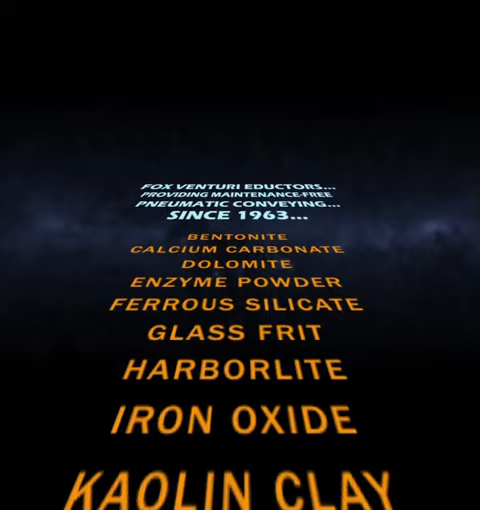 FOX VENTURI EDUCTORS...
PROVIDING MAINTENANCE-FREE
PNEUMATIC CONVEYING...
SINCE 1963...
BENTONITE
CALCIUM CARBONATE
DOLOMITE
ENZYME POWDER
FERROUS SILICATE
GLASS FRIT
HARBORLITE
IRON OXIDE
KAOLIN CLAY